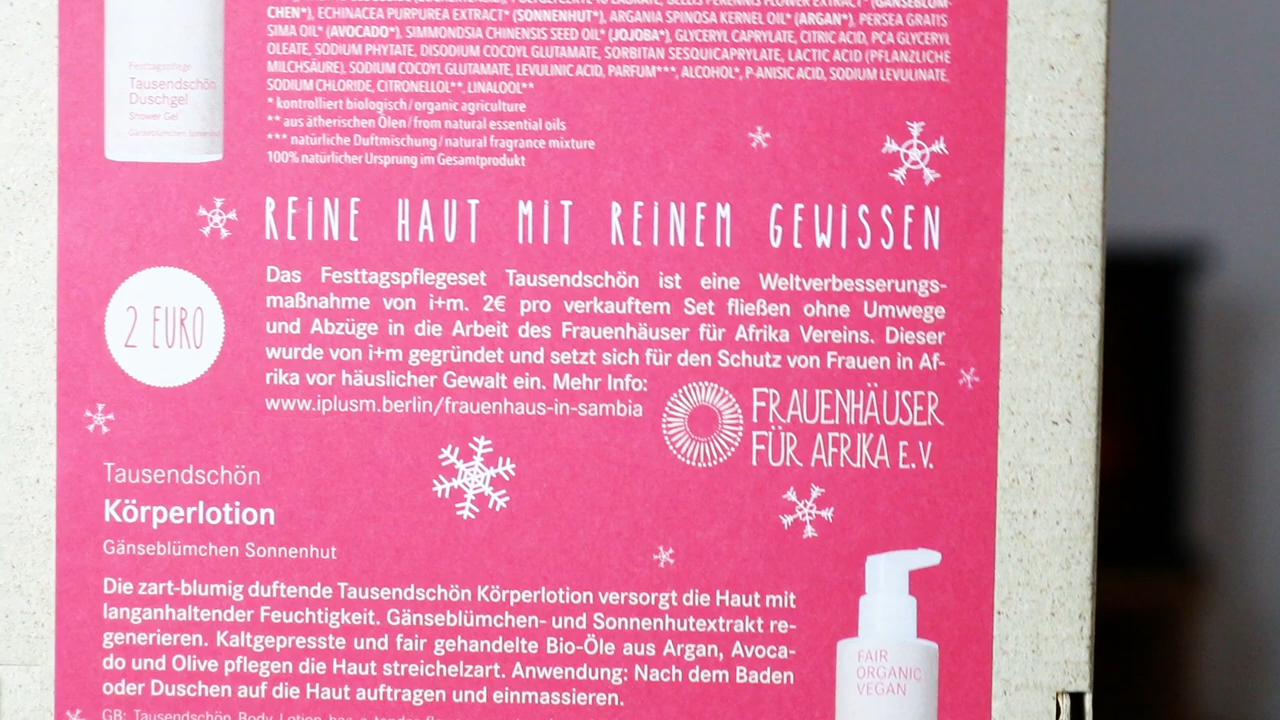 Festtagspflege
Tausendschön
Duschgel
Shower Gel
Gänseblümchen Sonnenhut
CHEN*), ECHINACEA PURPUREA EXTRACT* (SONNENHUT*), ARGANIA SPINOSA KERNEL OIL* (ARGAN*), PERSEA GRATIS
SIMA OIL* (AVOCADO*), SIMMONDSIA CHINENSIS SEED OIL* (JOJOBA*), GLYCERYL CAPRYLATE, CITRIC ACID, PCA GLYCERYL
OLEATE, SODIUM PHYTATE, DISODIUM COCOYL GLUTAMATE, SORBITAN SESQUICAPRYLATE, LACTIC ACID (PFLANZLICHE
MILCHSÄURE), SODIUM COCOYL GLUTAMATE, LEVULINIC ACID, PARFUM***, ALCOHOL*, P-ANISIC ACID, SODIUM LEVULINATE,
SODIUM CHLORIDE, CITRONELLOL**, LINALOOL**
* kontrolliert biologisch/organic agriculture
** aus ätherischen Ölen/from natural essential oils
*** natürliche Duftmischung/natural fragrance mixture
100% natürlicher Ursprung im Gesamtprodukt
REINE HAUT MIT REINEM GEWISSEN
2 EURO
Das Festtagspflegeset Tausendschön ist eine Weltverbesserungs-
maßnahme von i+m. 2€ pro verkauftem Set fließen ohne Umwege
und Abzüge in die Arbeit des Frauenhäuser für Afrika Vereins. Dieser
wurde von i+m gegründet und setzt sich für den Schutz von Frauen in Af-
rika vor häuslicher Gewalt ein. Mehr Info:
www.iplusm.berlin/frauenhaus-in-sambia
FRAUENHÄUSER
FÜR AFRIKA E.V.
Tausendschön
Körperlotion
Gänseblümchen Sonnenhut
Die zart-blumig duftende Tausendschön Körperlotion versorgt die Haut mit
langanhaltender Feuchtigkeit. Gänseblümchen- und Sonnenhutextrakt re-
generieren. Kaltgepresste und fair gehandelte Bio-Öle aus Argan, Avoca-
do und Olive pflegen die Haut streichelzart. Anwendung: Nach dem Baden
oder Duschen auf die Haut auftragen und einmassieren.
GB: Tausendschön Body Lotion has a tender
FAIR
ORGANIC
VEGAN